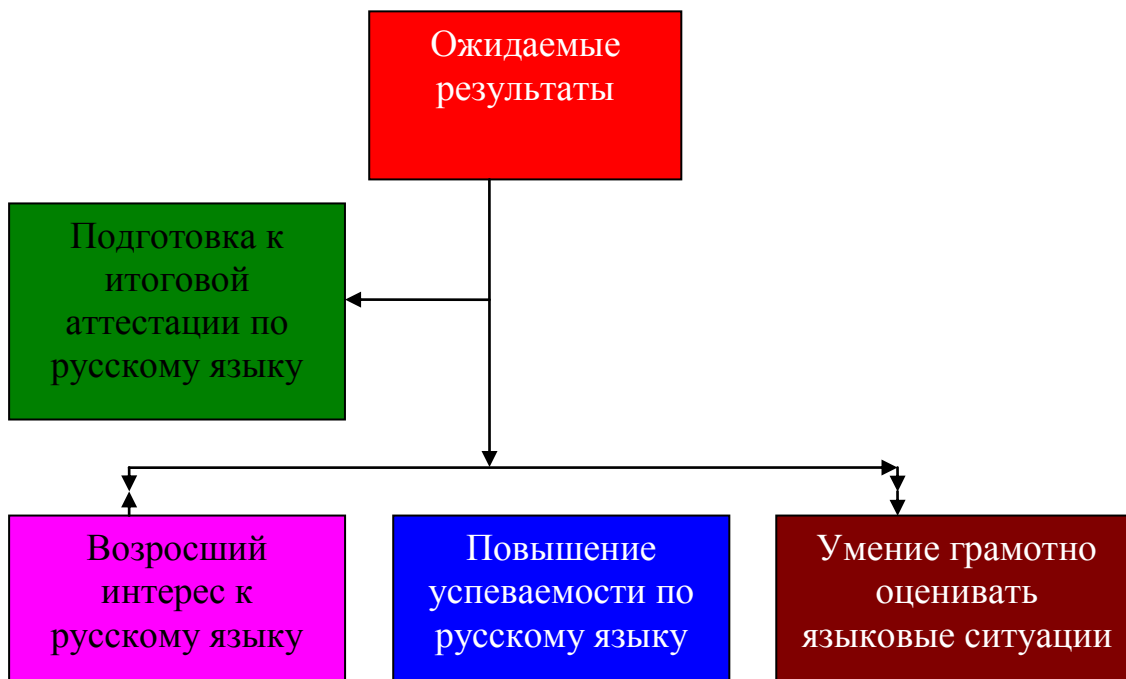 Ожидаемые
результаты
Подготовка к
итоговой
аттестации по
русскому языку
Возросший
интерес к
русскому языку
Повышение
успеваемости по
русскому языку
Умение грамотно
оценивать
языковые ситуации